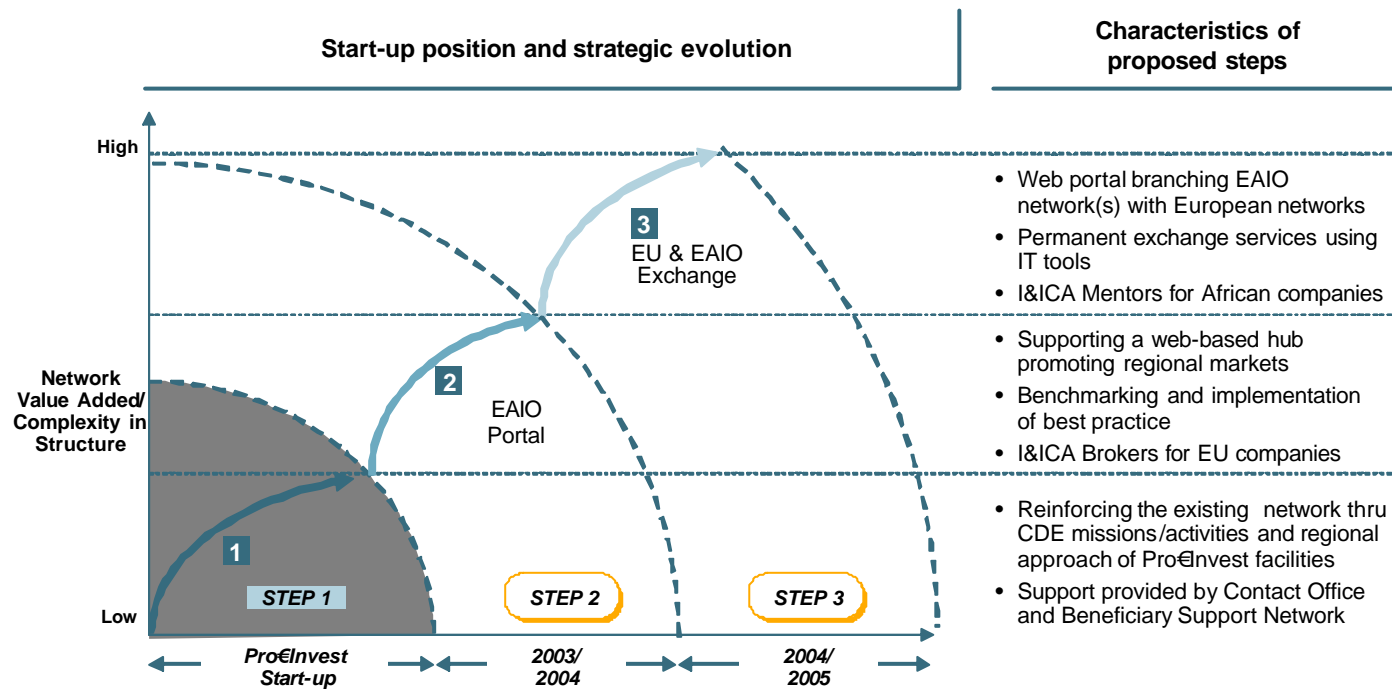 Start-up position and strategic evolution
Characteristics of
proposed steps
High
Network
Value Added/
Complexity in
Structure
Low
3
EU & EAIO
Exchange
2
EAIO
Portal
1
STEP 1
STEP 2
STEP 3
Pro€Invest
Start-up
2003/
2004
2004/
2005
• Web portal branching EAIO
network(s) with European networks
• Permanent exchange services using
IT tools
• I&ICA Mentors for African companies
• Supporting a web-based hub
promoting regional markets
• Benchmarking and implementation
of best practice
• I&ICA Brokers for EU companies
• Reinforcing the existing network thru
CDE missions/activities and regional
approach of Pro€Invest facilities
• Support provided by Contact Office
and Beneficiary Support Network